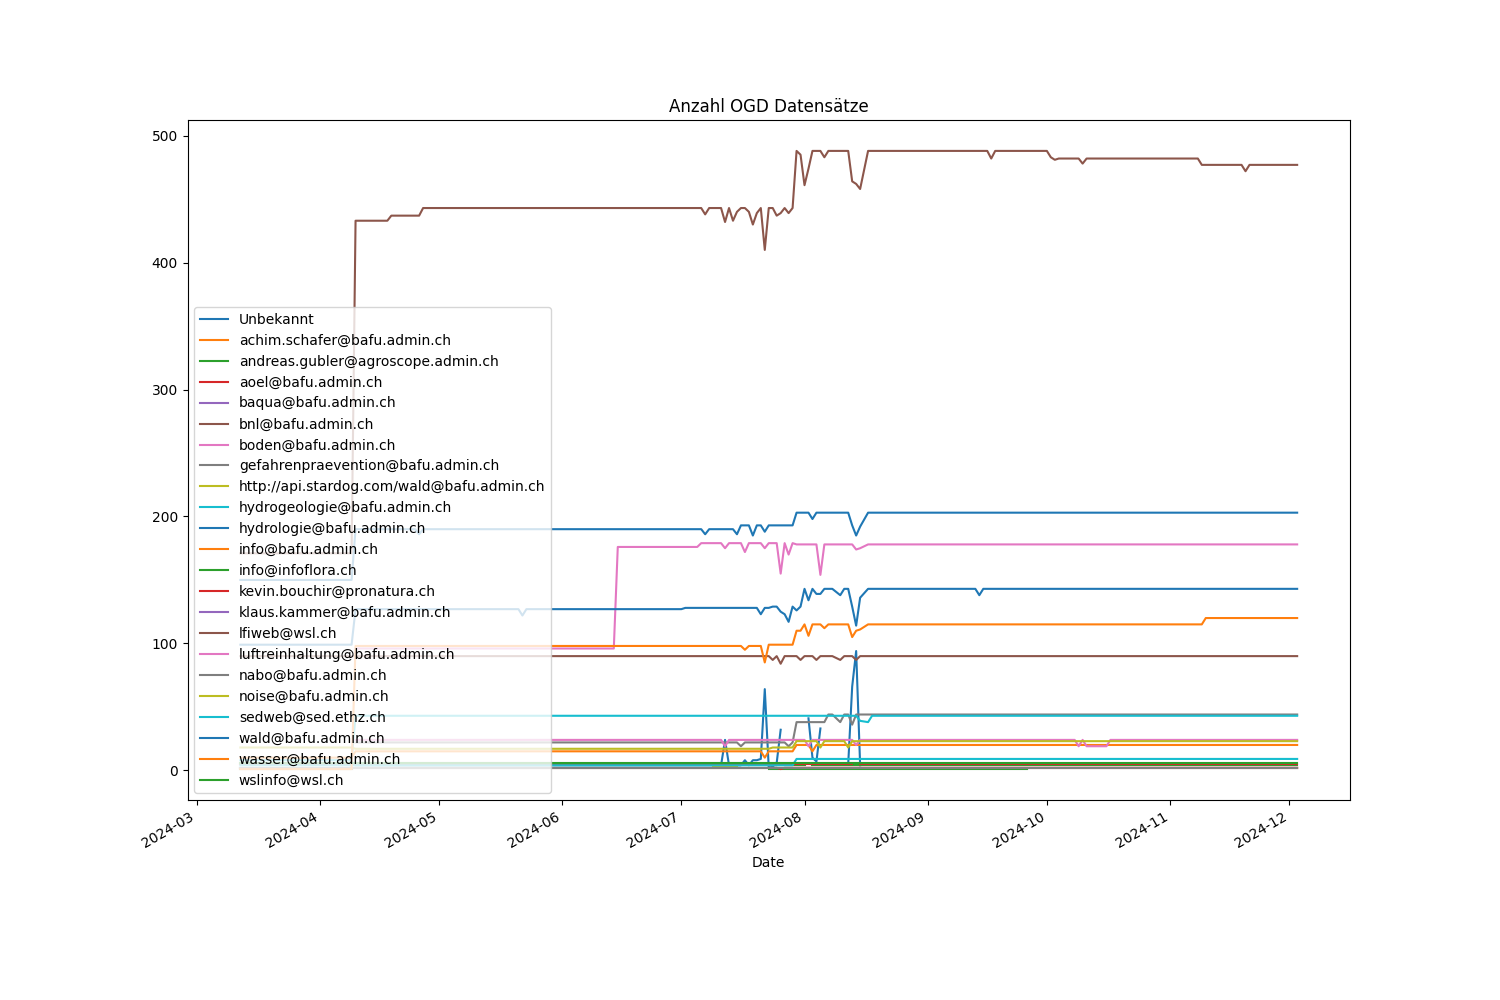 Anzahl OGD Datensätze
500
400
300
200
100
0
Unbekannt
achim.schafer@bafu.admin.ch
andreas.gubler@agroscope.admin.ch
aoel@bafu.admin.ch
baqua@bafu.admin.ch
bnl@bafu.admin.ch
boden@bafu.admin.ch
gefahrenpraevention@bafu.admin.ch
http://api.stardog.com/wald@bafu.admin.ch
hydrogeologie@bafu.admin.ch
hydrologie@bafu.admin.ch
info@bafu.admin.ch
info@infoflora.ch
kevin.bouchir@pronatura.ch
klaus.kammer@bafu.admin.ch
lfiweb@wsl.ch
luftreinhaltung@bafu.admin.ch
nabo@bafu.admin.ch
noise@bafu.admin.ch
sedweb@sed.ethz.ch
wald@bafu.admin.ch
wasser@bafu.admin.ch
wslinfo@wsl.ch
2024-03
2024-04
2024-05
2024-06
2024-07
2024-08
2024-09
2024-10
2024-11
2024-12
Date